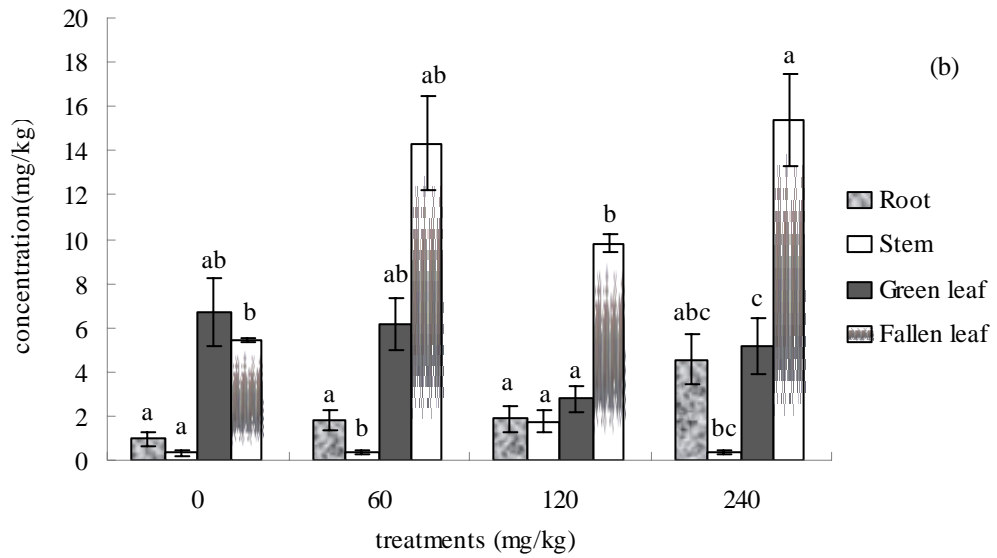 20
18
16
14
12
10
8
6
4
2
0
concentration(mg/kg)
a
a
ab
b
a
b
ab
ab
a
a
a
b
abc
bc
c
a
(b)
Root
Stem
Green leaf
Fallen leaf
0 60 120 240
treatments (mg/kg)